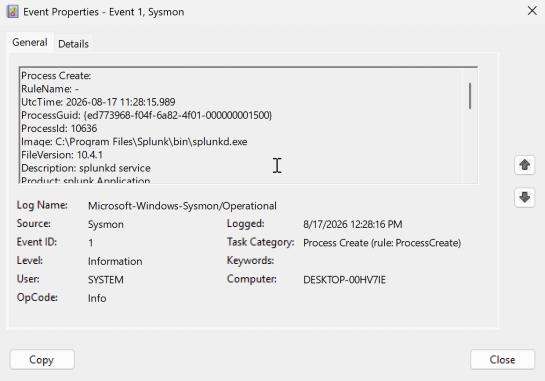 Event Properties - Event 1, Sysmon
General Details
Process Create:
RuleName: -
UtcTime: 2026-08-17 11:28:15.989
ProcessGuid: {ed773968-f04f-6a82-4f01-000000001500}
ProcessId: 10636
Image: C:\Program Files\Splunk\bin\splunkd.exe
FileVersion: 10.4.1
Description: splunkd service
Product: splunk Application
Log Name: Microsoft-Windows-Sysmon/Operational
Source: Sysmon Logged: 8/17/2026 12:28:16 PM
Event ID: 1 Task Category: Process Create (rule: ProcessCreate)
Level: Information Keywords:
User: SYSTEM Computer: DESKTOP-00HV7IE
OpCode: Info
Copy Close